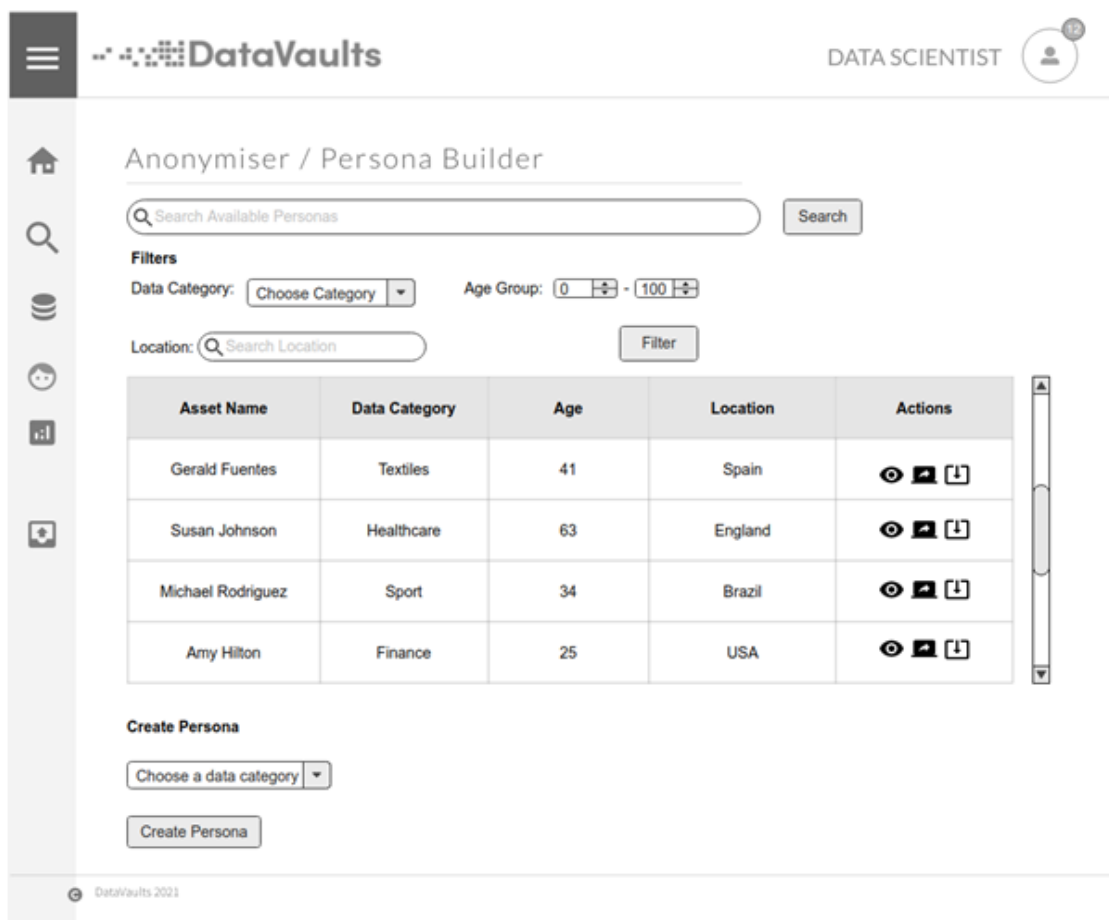 DataVaults
DATA SCIENTIST
12
Anonymiser / Persona Builder
Search Available Personas Search
Filters
Data Category: Choose Category Age Group: 0 - 100
Location: Search Location Filter
Asset Name Data Category Age Location Actions
Gerald Fuentes Textiles 41 Spain
Susan Johnson Healthcare 63 England
Michael Rodriguez Sport 34 Brazil
Amy Hilton Finance 25 USA
Create Persona
Choose a data category
Create Persona
DataVaults 2021